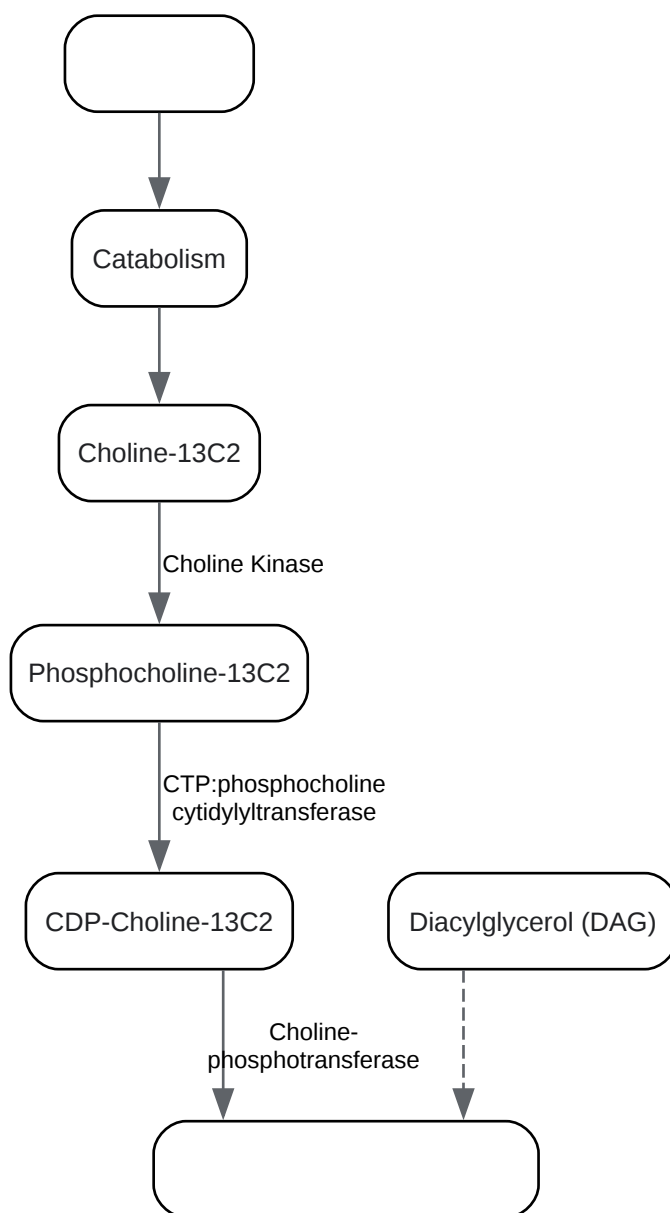 Catabolism
Choline-13C2
Choline Kinase
Phosphocholine-13C2
CTP:phosphocholine
cytidylyltransferase
CDP-Choline-13C2
Diacylglycerol (DAG)
Choline-
phosphotransferase